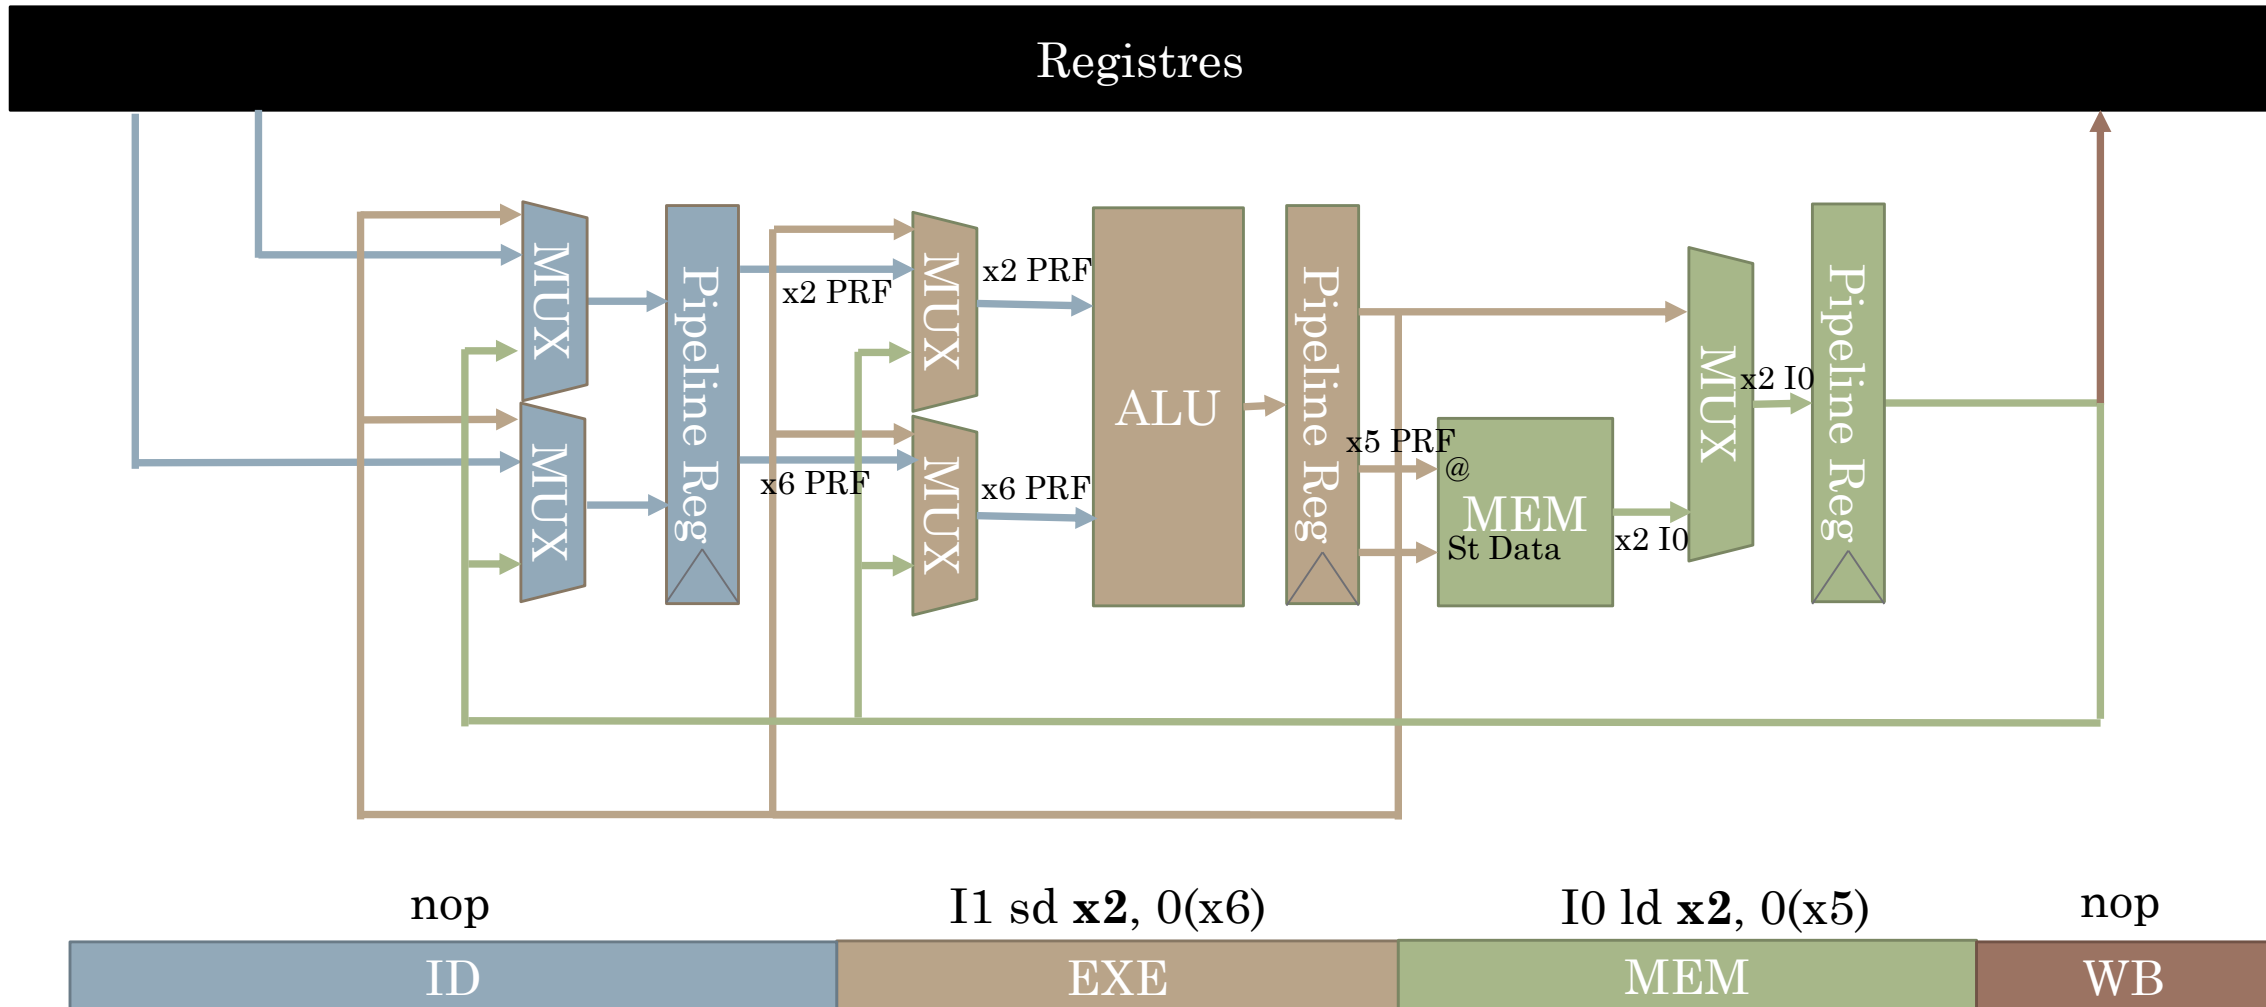 Registres
MUX
MUX
Pipeline Reg
x2 PRF
x6 PRF
MUX
MUX
x2 PRF
x6 PRF
ALU
Pipeline Reg
x5 PRF
@
MEM
St Data
x2 I0
MUX
x2 I0
Pipeline Reg
nop
I1 sd x2, 0(x6)
I0 ld x2, 0(x5)
nop
ID
EXE
MEM
WB